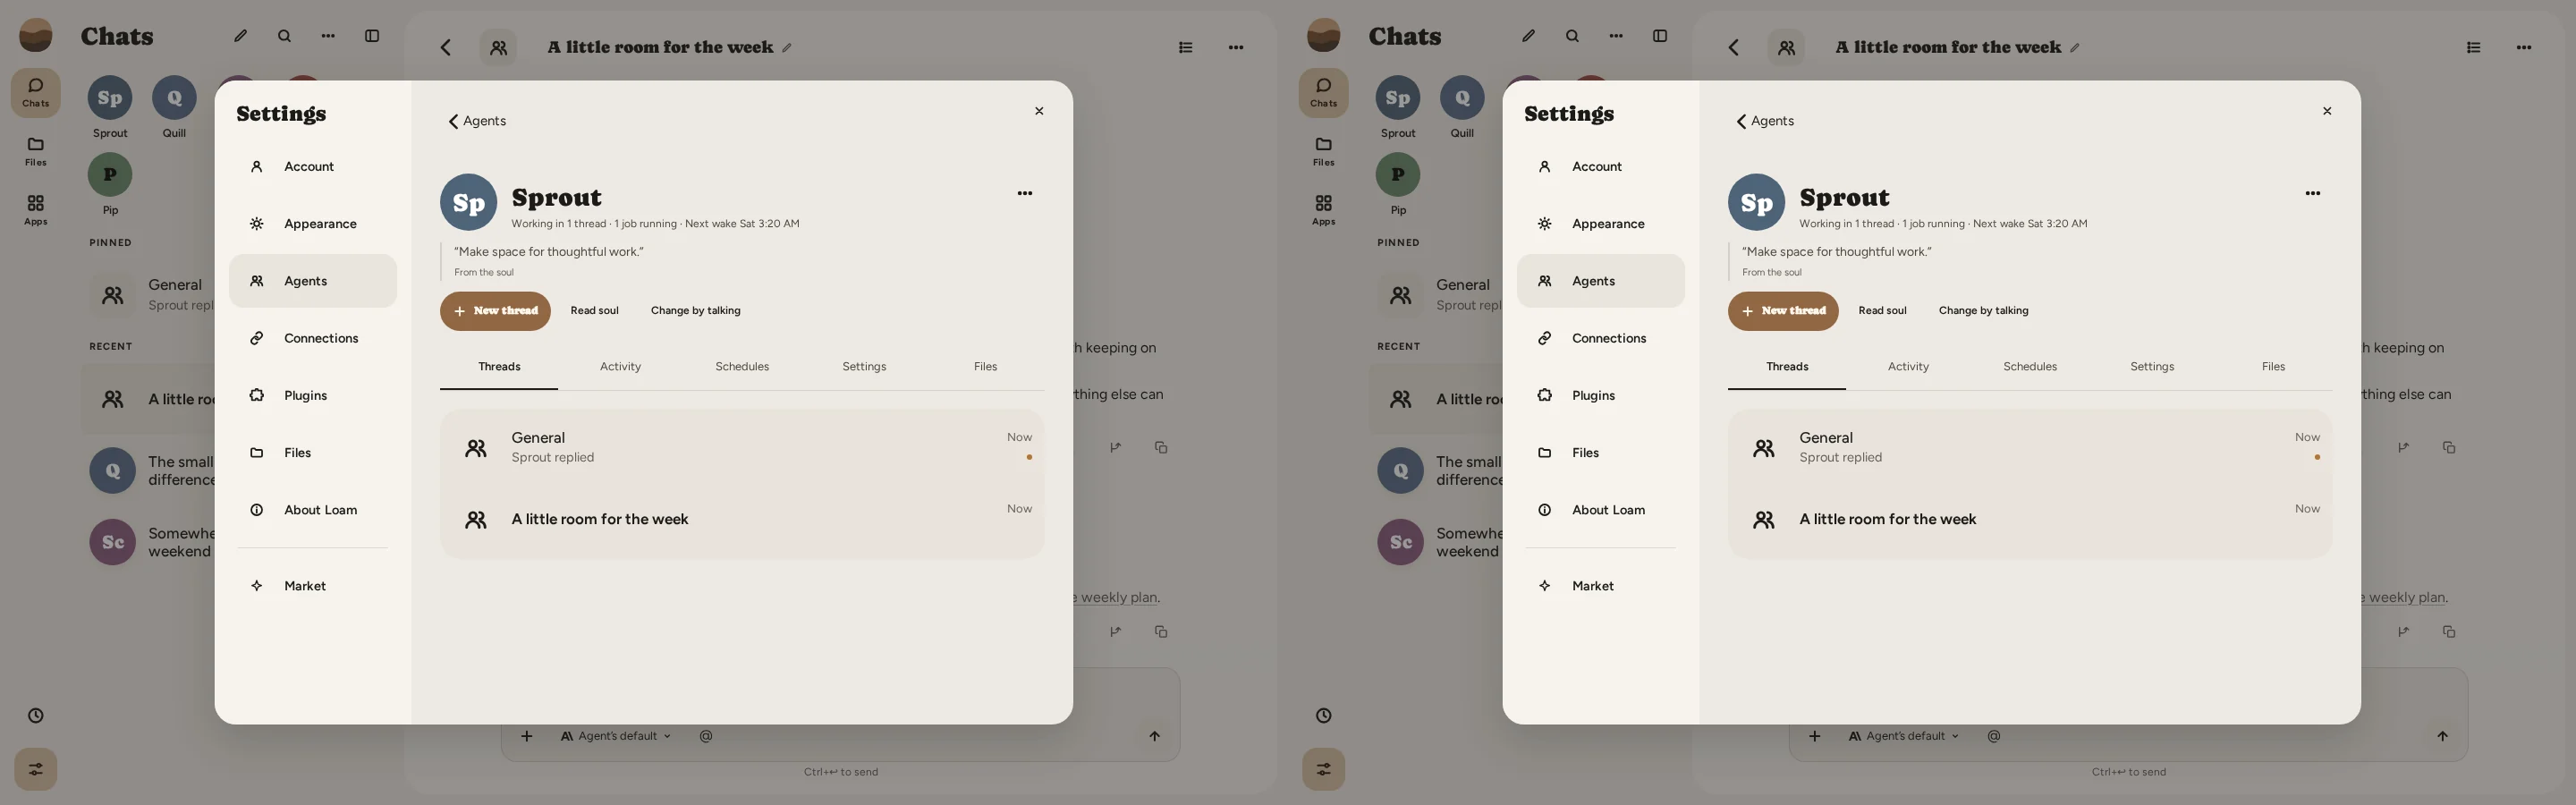 Chats
A little room for the week
Chats
Files
Apps
Sp
Sprout
Q
Quill
P
Pip
PINNED
General
Sprout repl
RECENT
A little ro
Q
The small
difference
Sc
Somewhe
weekend
Settings
Account
Appearance
Agents
Connections
Plugins
Files
About Loam
Market
Agents
Sp
Sprout
Working in 1 thread · 1 job running · Next wake Sat 3:20 AM
“Make space for thoughtful work.”
From the soul
New thread
Read soul
Change by talking
Threads
Activity
Schedules
Settings
Files
General
Now
Sprout replied
A little room for the week
Now
h keeping on
thing else can
e weekly plan.
Agent's default
@
Ctrl+↩ to send
Chats
A little room for the week
Chats
Files
Apps
Sp
Sprout
Q
Quill
P
Pip
PINNED
General
Sprout repl
RECENT
A little ro
Q
The small
difference
Sc
Somewhe
weekend
Settings
Account
Appearance
Agents
Connections
Plugins
Files
About Loam
Market
Agents
Sp
Sprout
Working in 1 thread · 1 job running · Next wake Sat 3:20 AM
“Make space for thoughtful work.”
From the soul
New thread
Read soul
Change by talking
Threads
Activity
Schedules
Settings
Files
General
Now
Sprout replied
A little room for the week
Now
h keeping on
thing else can
e weekly plan.
Agent's default
@
Ctrl+↩ to send